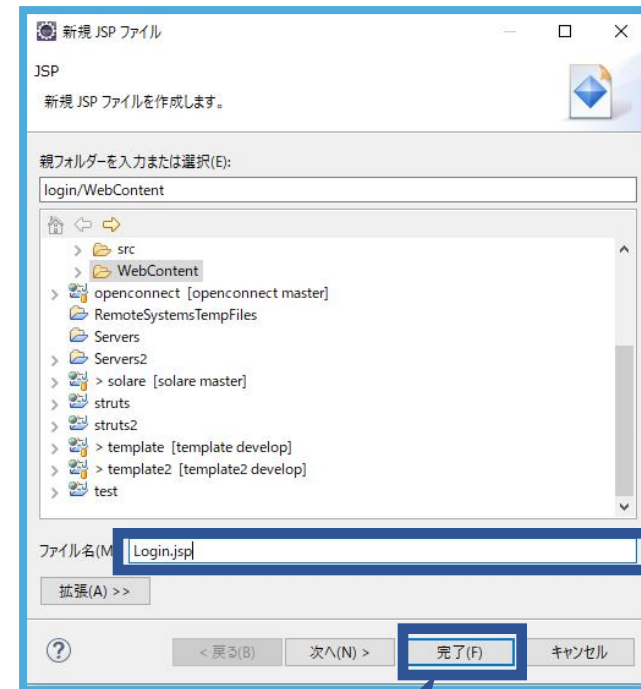 新規 JSP ファイル
JSP
新規 JSP ファイルを作成します。
親フォルダーを入力または選択(E):
login/WebContent
> src
> WebContent
> openconnect [openconnect master]
RemoteSystemsTempFiles
Servers
> Servers2
> > solare [solare master]
> struts
> struts2
> > template [template develop]
> > template2 [template2 develop]
> test
ファイル名(M Login.jsp
拡張(A) >>
< 戻る(B) 次へ(N) > 完了(F) キャンセル